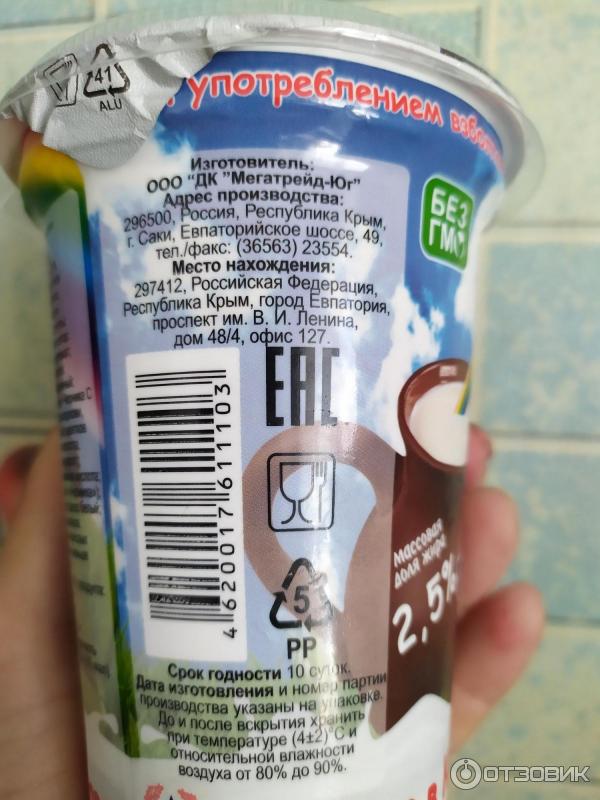 41
ALU
употреблением
Изготовитель:
ООО "ДК "Мегатрейд-Юг"
Адрес производства:
296500, Россия, Республика Крым,
г. Саки, Евпаторийское шоссе, 49,
тел./факс: (36563) 23554.
Место нахождения:
297412, Российская Федерация,
Республика Крым, город Евпатория,
проспект им. В. И. Ленина,
дом 48/4, офис 127.
БЕЗ
ГМО
EAC
4620017611103
5
PP
Массовая
доля жира
2,5%
Срок годности 10 суток.
Дата изготовления и номер партии
производства указаны на упаковке.
До и после вскрытия хранить
при температуре (4±2)°С и
относительной влажности
воздуха от 80% до 90%.
ОТЗОВИК